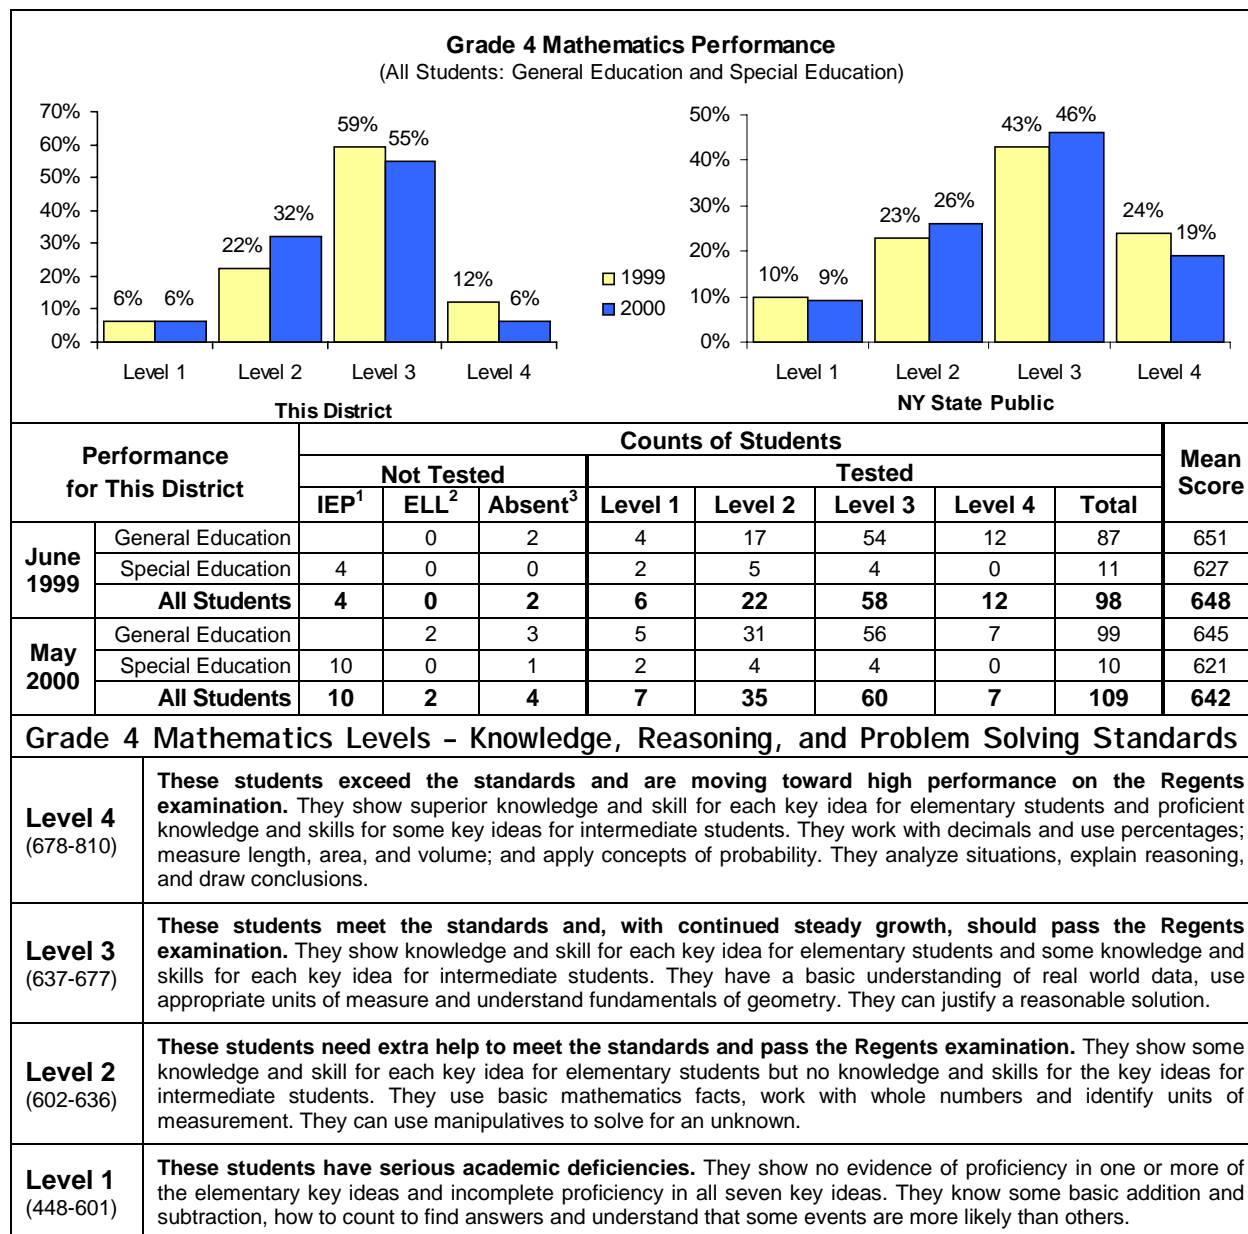 Grade 4 Mathematics Performance
(All Students: General Education and Special Education)
70%
60%
50%
40%
30%
20%
10%
0%
6% 6%
22% 32%
59% 55%
12% 6%
Level 1 Level 2 Level 3 Level 4
This District
1999
2000
50%
40%
30%
20%
10%
0%
10% 9%
23% 26%
43% 46%
24% 19%
Level 1 Level 2 Level 3 Level 4
NY State Public
Performance
for This District
Counts of Students
Mean
Score
Not Tested Tested
IEP1 ELL2 Absent3 Level 1 Level 2 Level 3 Level 4 Total
June
1999
General Education 0 2 4 17 54 12 87 651
Special Education 4 0 0 2 5 4 0 11 627
All Students 4 0 2 6 22 58 12 98 648
May
2000
General Education 2 3 5 31 56 7 99 645
Special Education 10 0 1 2 4 4 0 10 621
All Students 10 2 4 7 35 60 7 109 642
Grade 4 Mathematics Levels – Knowledge, Reasoning, and Problem Solving Standards
Level 4
(678-810)
These students exceed the standards and are moving toward high performance on the Regents
examination. They show superior knowledge and skill for each key idea for elementary students and proficient
knowledge and skills for some key ideas for intermediate students. They work with decimals and use percentages;
measure length, area, and volume; and apply concepts of probability. They analyze situations, explain reasoning,
and draw conclusions.
Level 3
(637-677)
These students meet the standards and, with continued steady growth, should pass the Regents
examination. They show knowledge and skill for each key idea for elementary students and some knowledge and
skills for each key idea for intermediate students. They have a basic understanding of real world data, use
appropriate units of measure and understand fundamentals of geometry. They can justify a reasonable solution.
Level 2
(602-636)
These students need extra help to meet the standards and pass the Regents examination. They show some
knowledge and skill for each key idea for elementary students but no knowledge and skills for the key ideas for
intermediate students. They use basic mathematics facts, work with whole numbers and identify units of
measurement. They can use manipulatives to solve for an unknown.
Level 1
(448-601)
These students have serious academic deficiencies. They show no evidence of proficiency in one or more of
the elementary key ideas and incomplete proficiency in all seven key ideas. They know some basic addition and
subtraction, how to count to find answers and understand that some events are more likely than others.